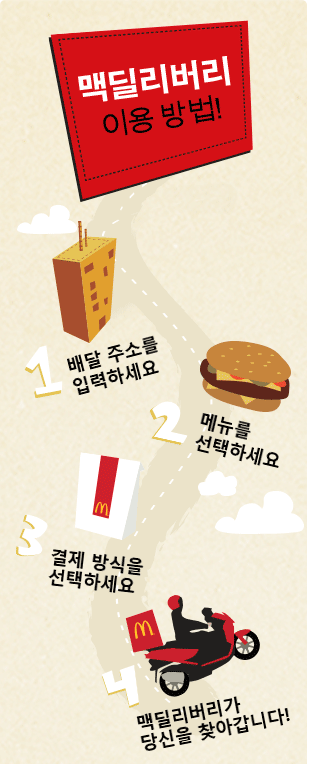 맥딜리버리
이용 방법!
1
배달 주소를
입력하세요
2
메뉴를
선택하세요
3
결제 방식을
선택하세요
4
맥딜리버리가
당신을 찾아갑니다!